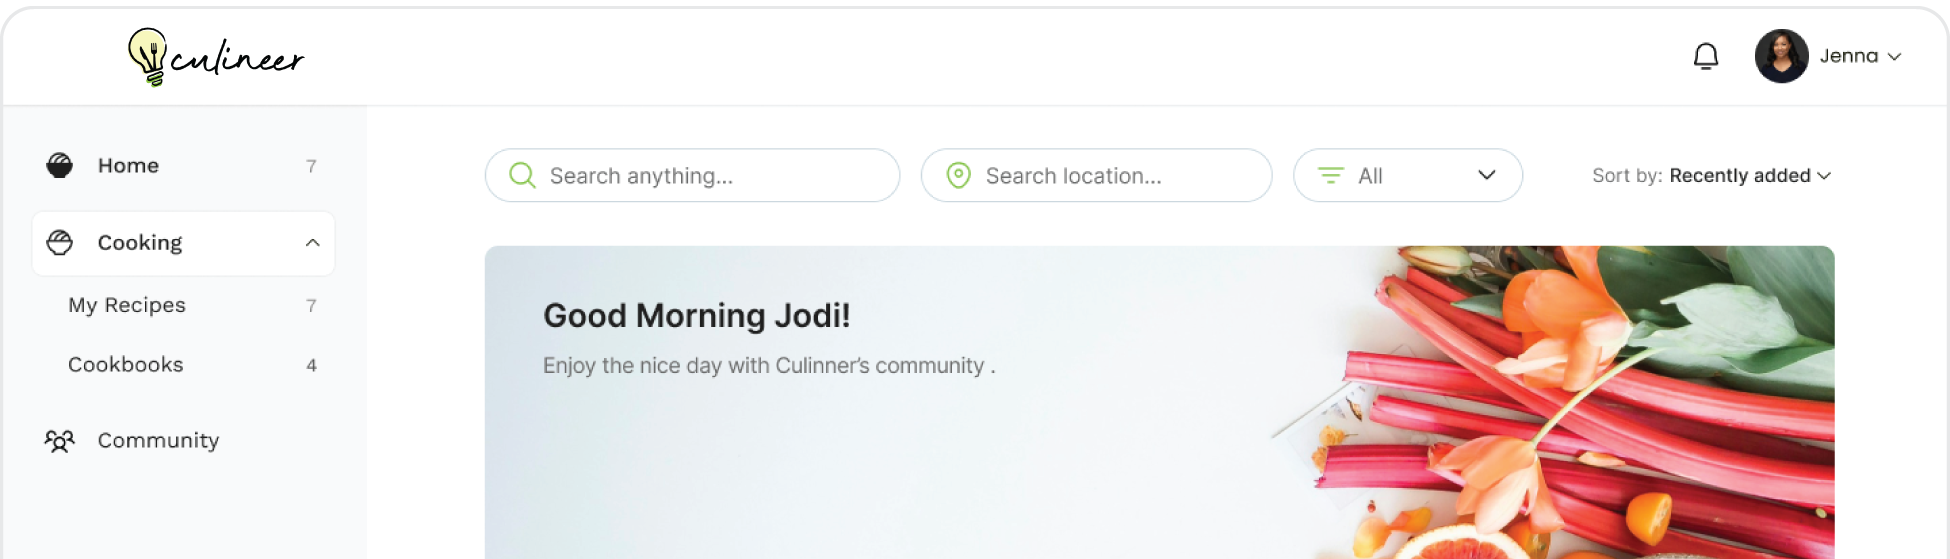 culineer
Jenna
Home 7
Cooking
My Recipes 7
Cookbooks 4
Community
Search anything...
Search location...
All
Sort by: Recently added
Good Morning Jodi!
Enjoy the nice day with Culinner’s community .